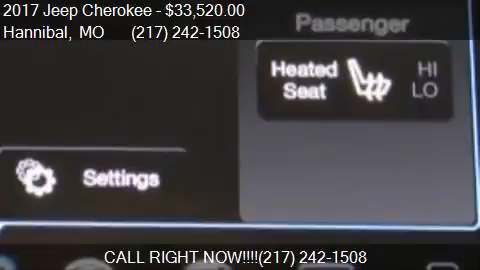 2017 Jeep Cherokee - $33,520.00
Hannibal, MO (217) 242-1508
Passenger
Heated HI
Seat LO
Settings
CALL RIGHT NOW!!!!(217) 242-1508